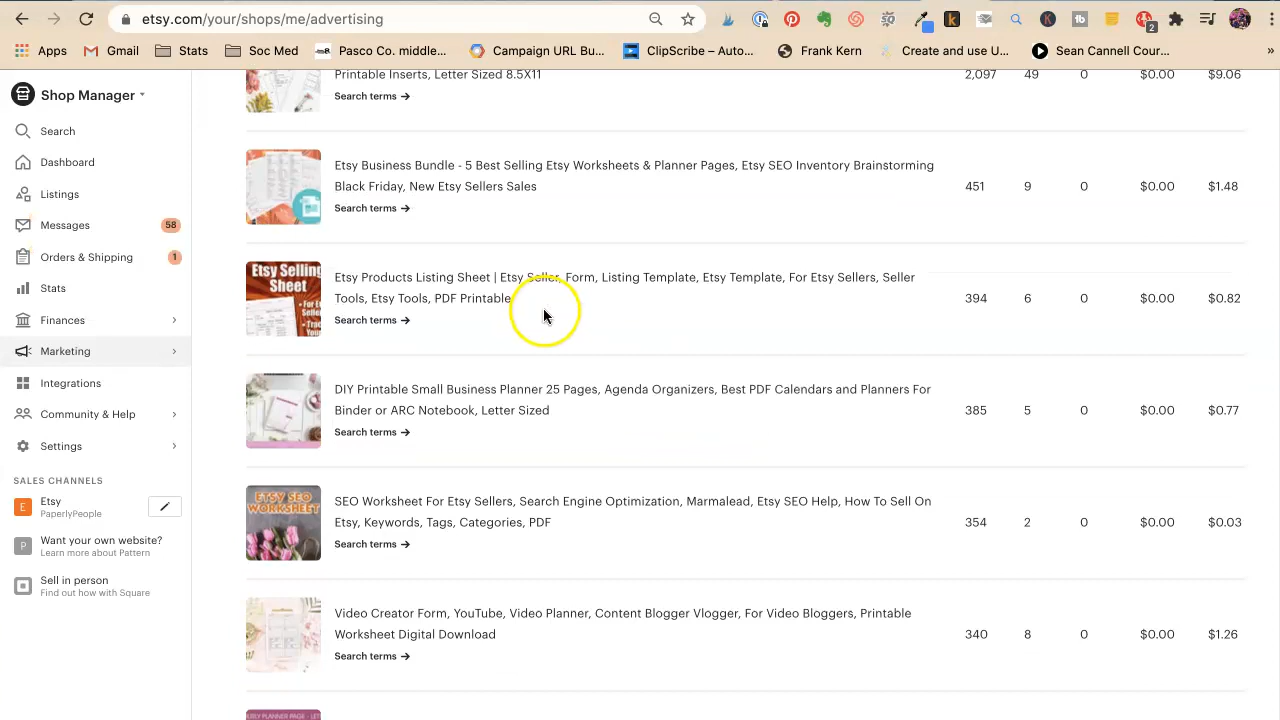 etsy.com/your/shops/me/advertising
2
Apps Gmail Stats Soc Med Pasco Co. middle... Campaign URL Bu... ClipScribe – Auto... Frank Kern Create and use U... Sean Cannell Cour... »
Shop Manager
Search
Dashboard
Listings
Messages 58
Orders & Shipping 1
Stats
Finances
Marketing
Integrations
Community & Help
Settings
SALES CHANNELS
E Etsy
PaperlyPeople
P Want your own website?
Learn more about Pattern
Sell in person
Find out how with Square
Printable Inserts, Letter Sized 8.5X11 2,097 49 0 $0.00 $9.06
Search terms →
Etsy Business Bundle - 5 Best Selling Etsy Worksheets & Planner Pages, Etsy SEO Inventory Brainstorming
Black Friday, New Etsy Sellers Sales 451 9 0 $0.00 $1.48
Search terms →
Etsy Selling
Sheet
Etsy Products Listing Sheet | Etsy Seller, Form, Listing Template, Etsy Template, For Etsy Sellers, Seller
Tools, Etsy Tools, PDF Printable 394 6 0 $0.00 $0.82
Search terms →
DIY Printable Small Business Planner 25 Pages, Agenda Organizers, Best PDF Calendars and Planners For
Binder or ARC Notebook, Letter Sized 385 5 0 $0.00 $0.77
Search terms →
ETSY SEO
WORKSHEET
SEO Worksheet For Etsy Sellers, Search Engine Optimization, Marmalead, Etsy SEO Help, How To Sell On
Etsy, Keywords, Tags, Categories, PDF 354 2 0 $0.00 $0.03
Search terms →
Video Creator Form, YouTube, Video Planner, Content Blogger Vlogger, For Video Bloggers, Printable
Worksheet Digital Download 340 8 0 $0.00 $1.26
Search terms →